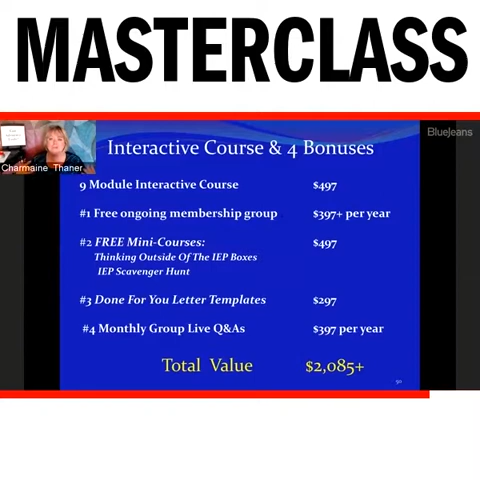 MASTERCLASS
BlueJeans
Charmaine Thaner
Interactive Course & 4 Bonuses
9 Module Interactive Course $497
#1 Free ongoing membership group $397+ per year
#2 FREE Mini-Courses: $497
Thinking Outside Of The IEP Boxes
IEP Scavenger Hunt
#3 Done For You Letter Templates $297
#4 Monthly Group Live Q&As $397 per year
Total Value $2,085+